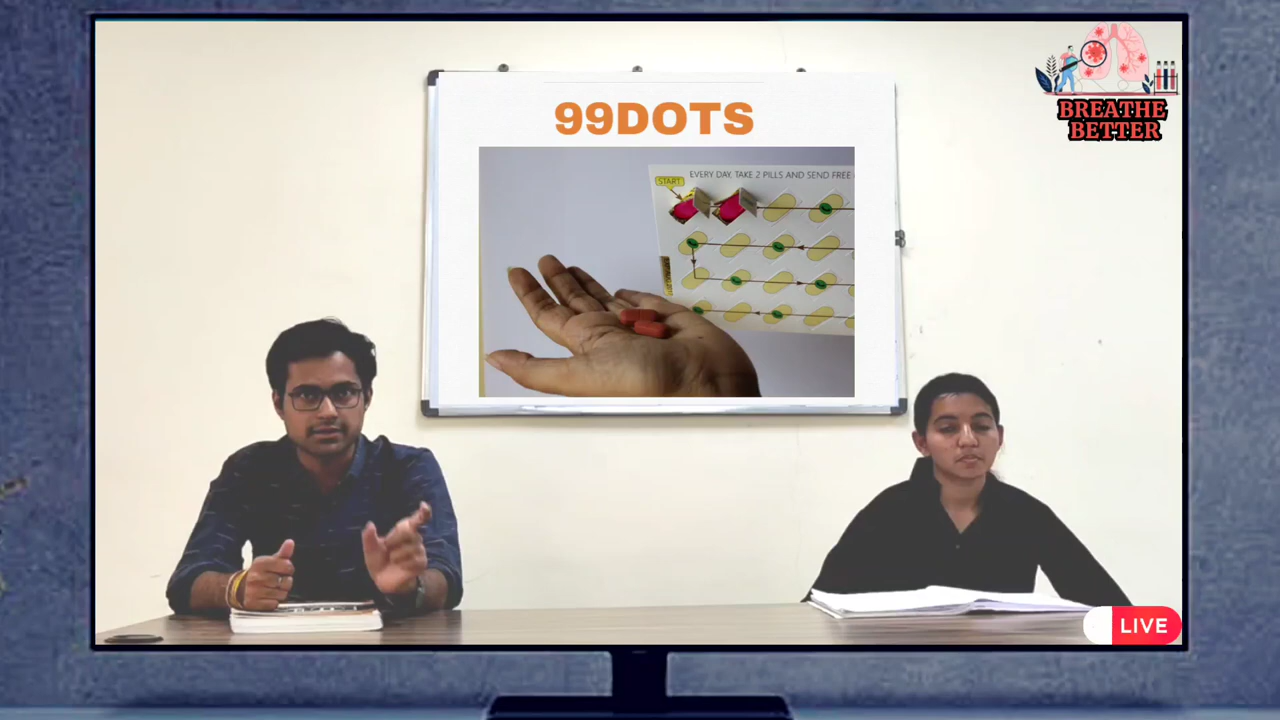 99DOTS
EVERY DAY, TAKE 2 PILLS AND SEND FREE
START
BREATHE
BETTER
LIVE